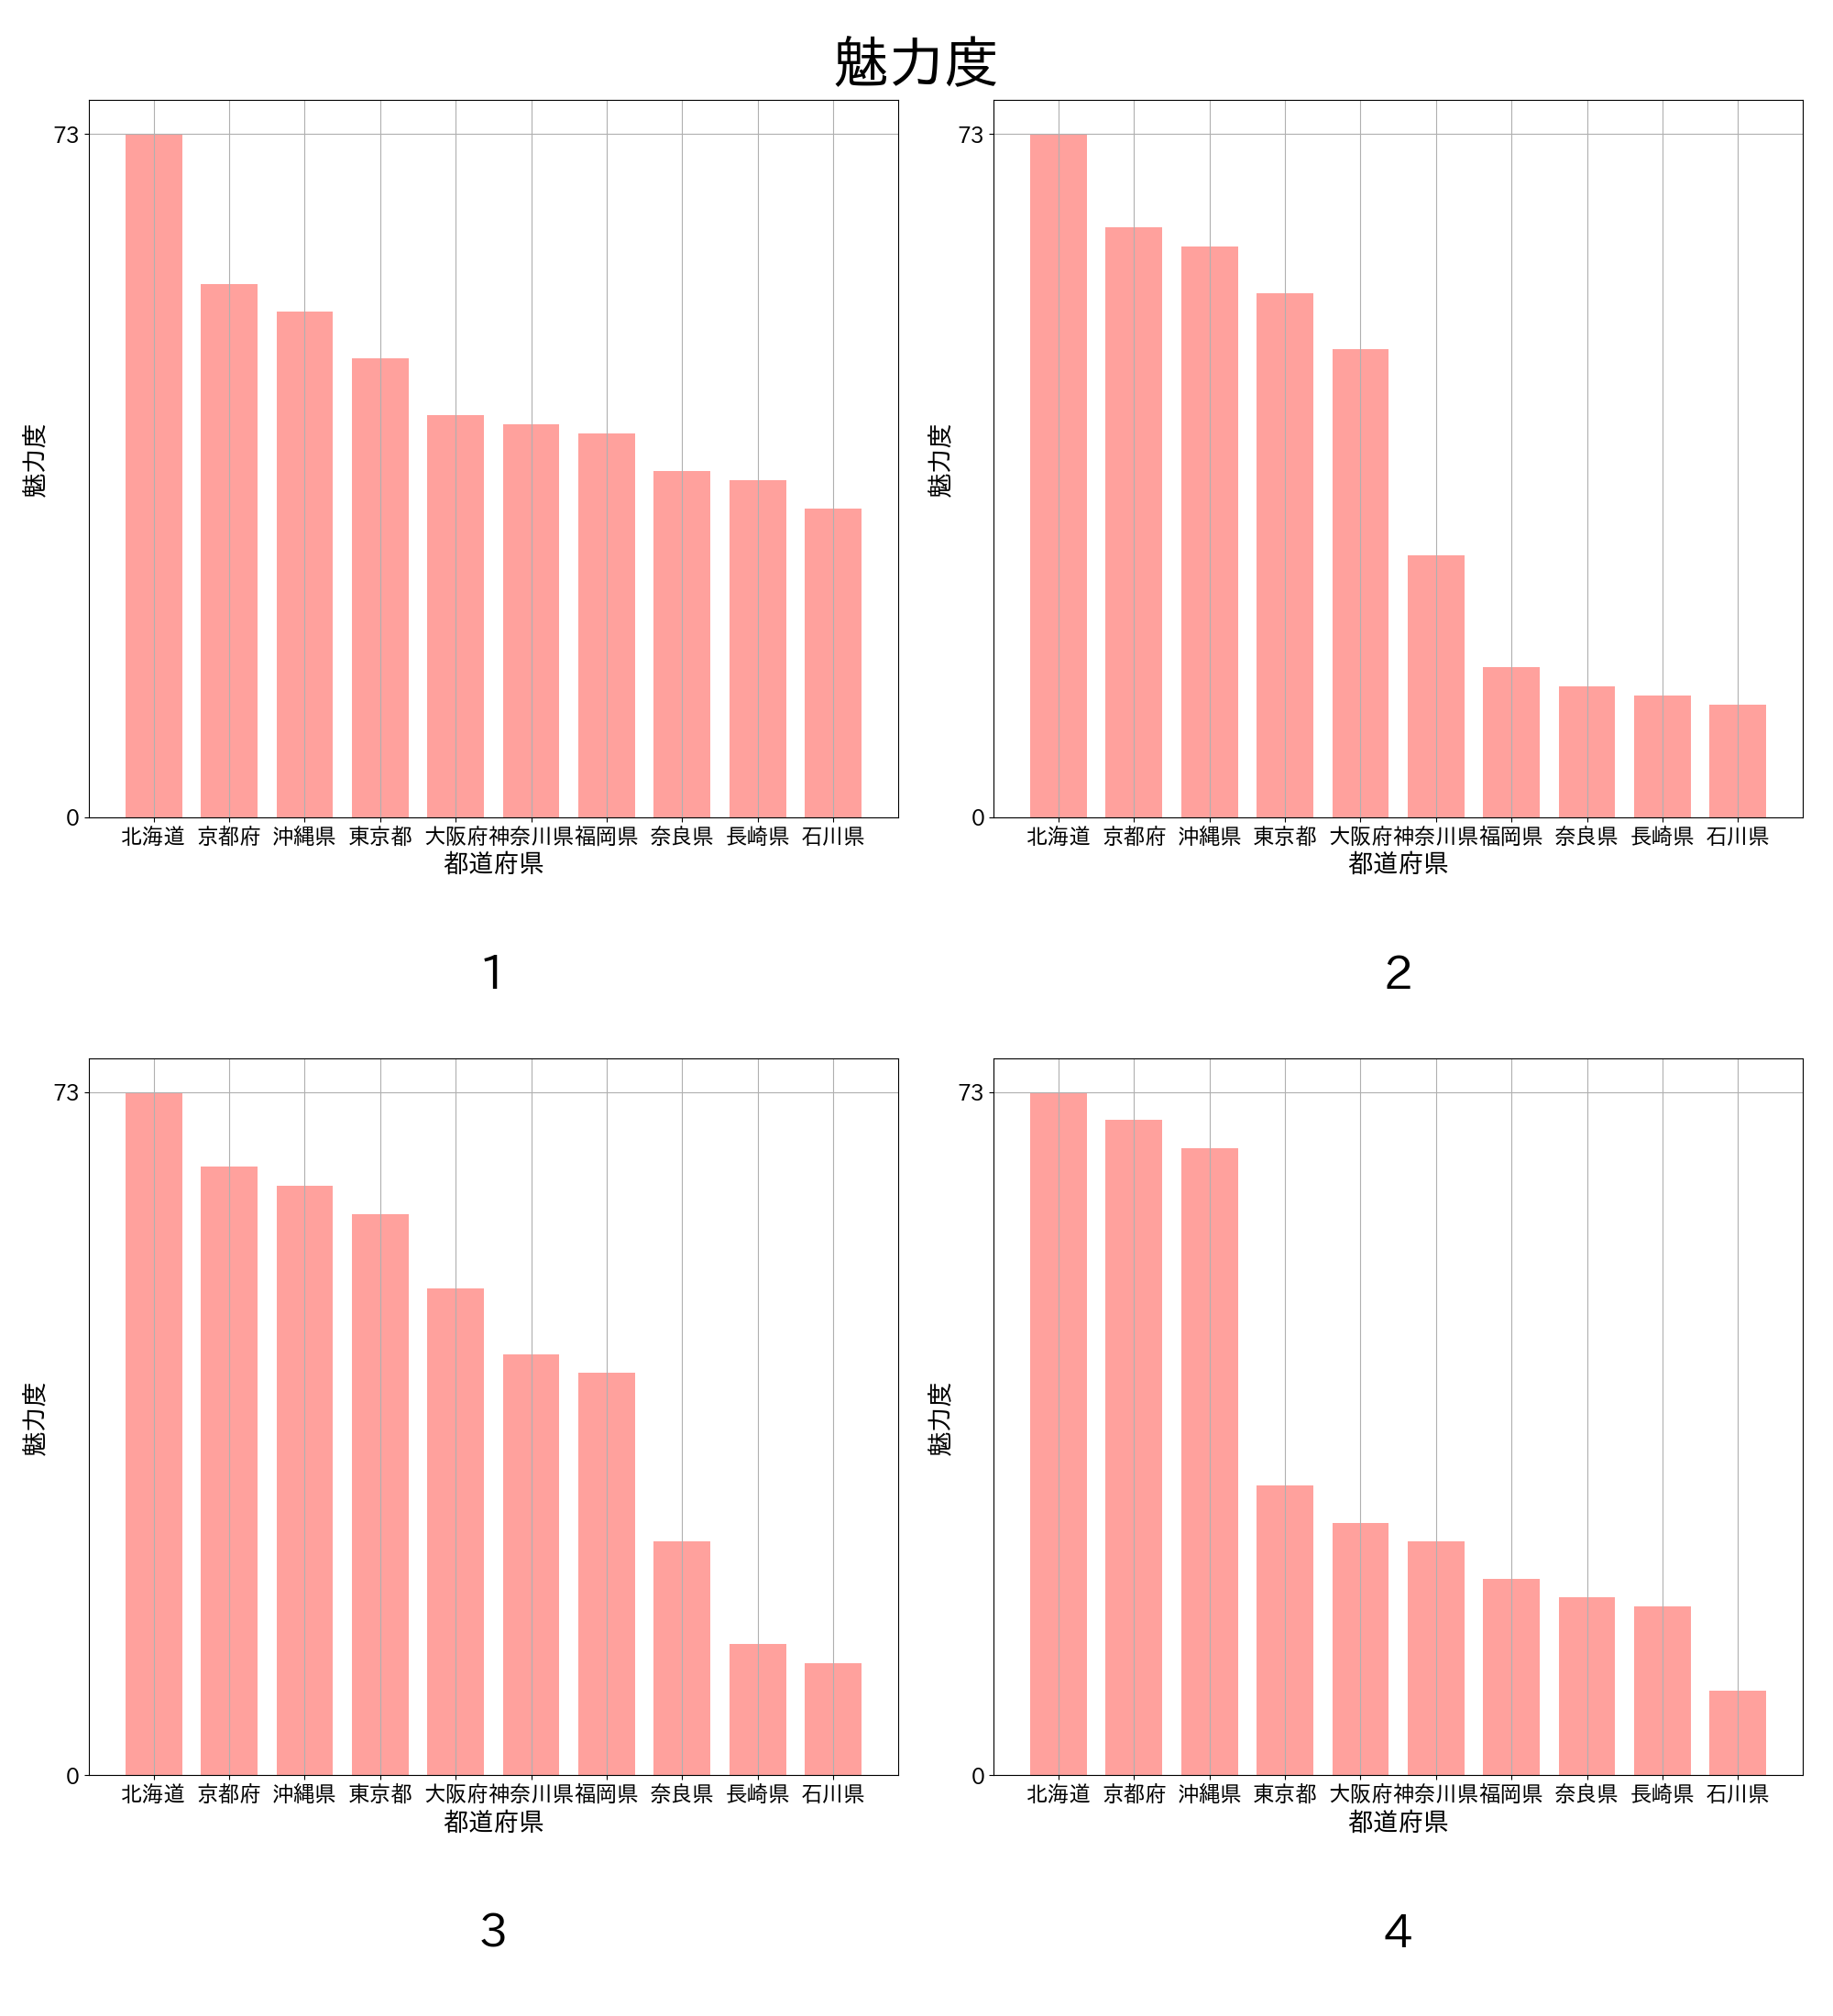 魅力度
73
0
魅力度
北海道 京都府 沖縄県 東京都 大阪府 神奈川県 福岡県 奈良県 長崎県 石川県
都道府県
1
73
0
魅力度
北海道 京都府 沖縄県 東京都 大阪府 神奈川県 福岡県 奈良県 長崎県 石川県
都道府県
2
73
0
魅力度
北海道 京都府 沖縄県 東京都 大阪府 神奈川県 福岡県 奈良県 長崎県 石川県
都道府県
3
73
0
魅力度
北海道 京都府 沖縄県 東京都 大阪府 神奈川県 福岡県 奈良県 長崎県 石川県
都道府県
4